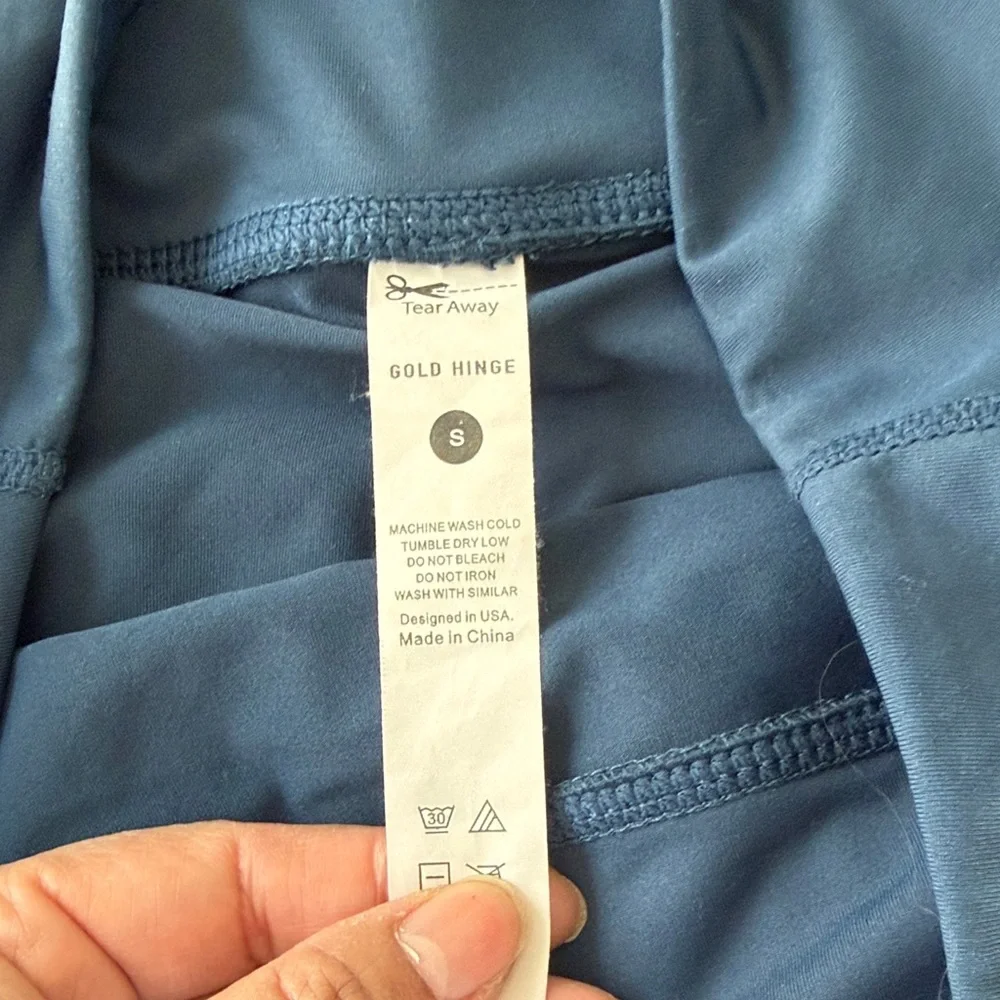 Tear Away
GOLD HINGE
S
MACHINE WASH COLD
TUMBLE DRY LOW
DO NOT BLEACH
DO NOT IRON
WASH WITH SIMILAR
Designed in USA.
Made in China
30